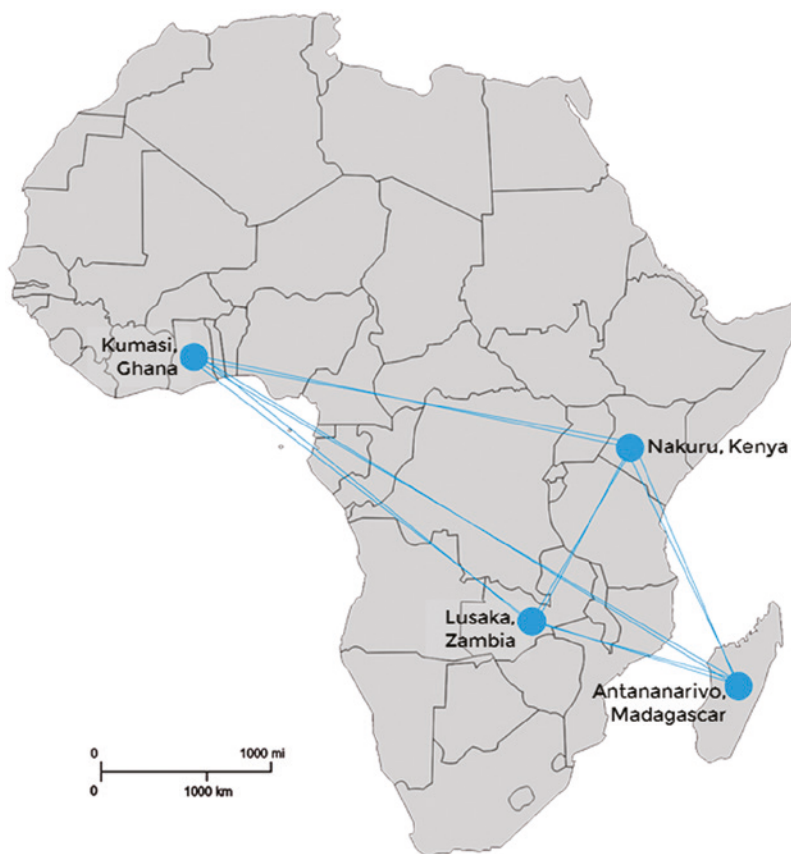 Kumasi,
Ghana
Nakuru, Kenya
Lusaka,
Zambia
Antananarivo,
Madagascar
0 1000 mi
0 1000 km